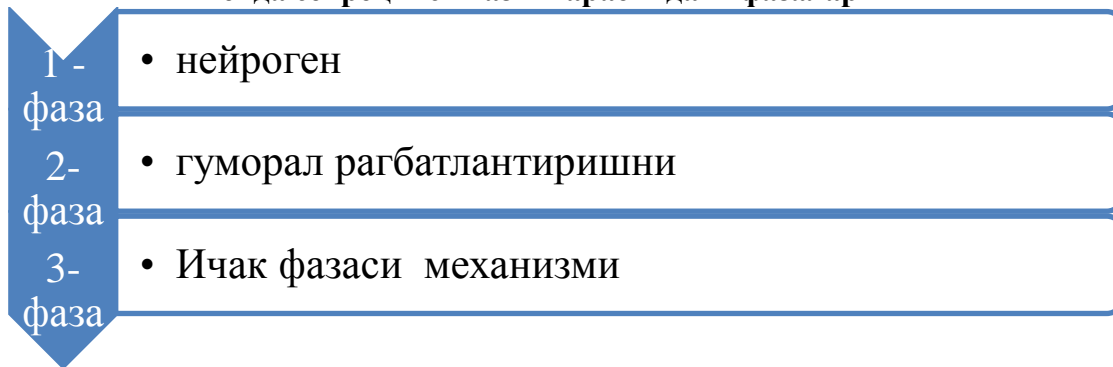 1 -
фаза
• нейроген
2-
фаза
• гуморал рагбатлантиришни
3-
фаза
• Ичак фазаси механизми